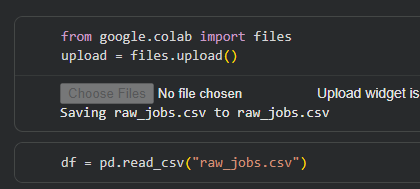 from google.colab import files
upload = files.upload()
Choose Files No file chosen Upload widget is
Saving raw_jobs.csv to raw_jobs.csv
df = pd.read_csv("raw_jobs.csv")